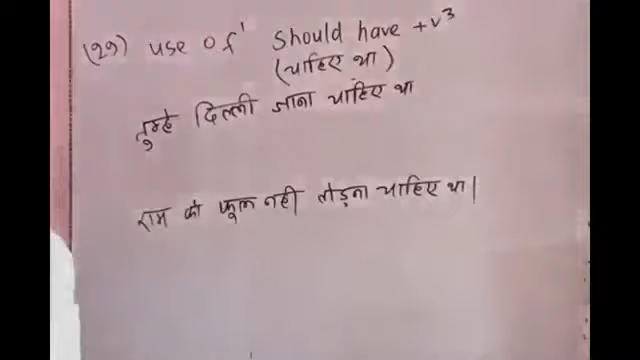 (29) use of' Should have + v³
(चाहिए था)
तुम्हे दिल्ली जाना चाहिए था
राम को फूल नही तोड़ना चाहिए था।